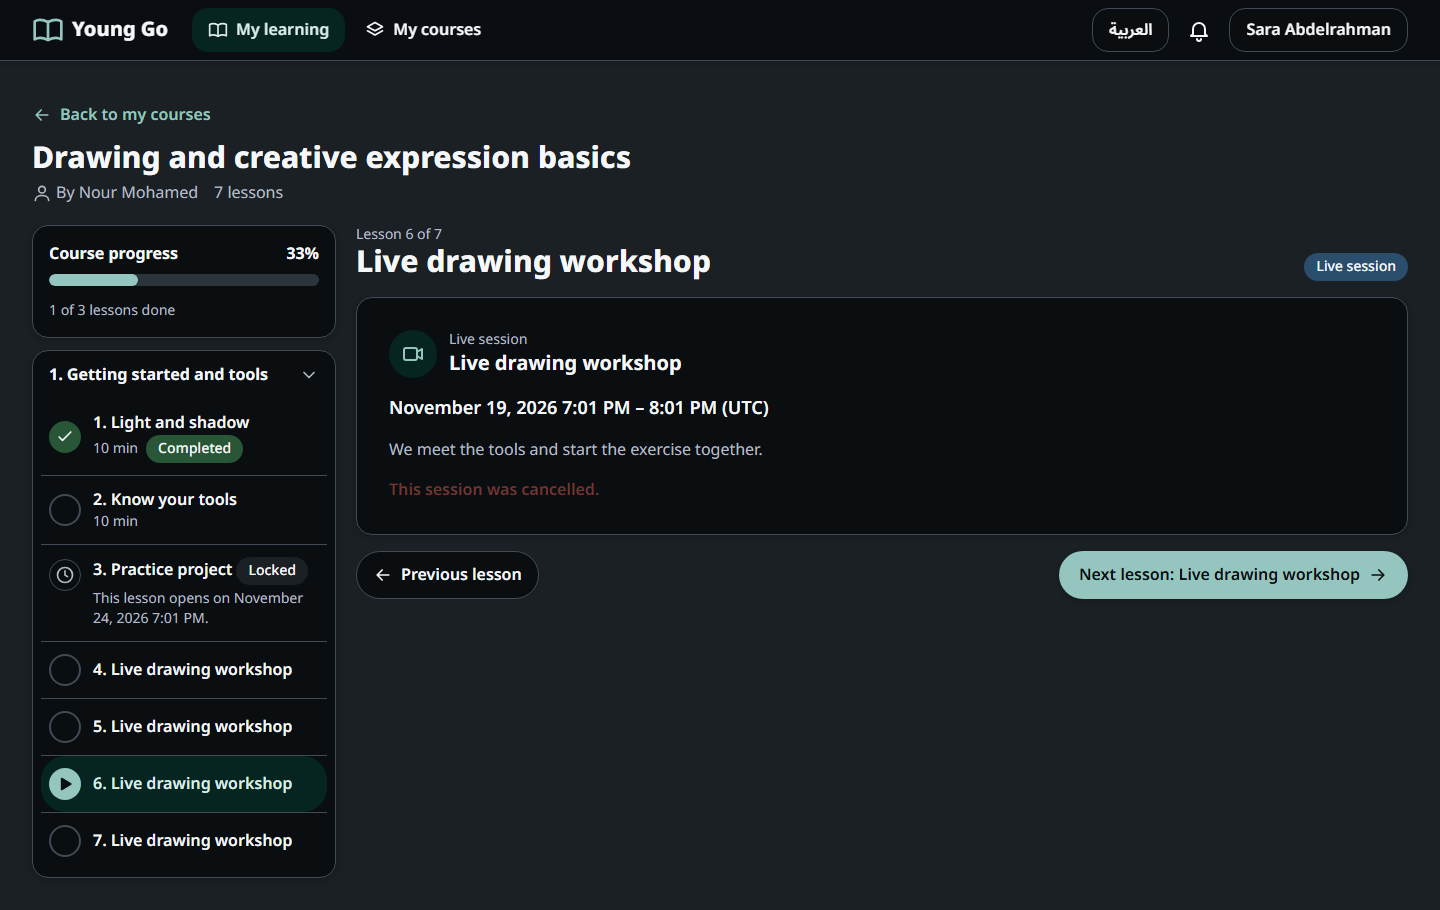 Young Go
My learning
My courses
العربية
Sara Abdelrahman
Back to my courses
Drawing and creative expression basics
By Nour Mohamed 7 lessons
Course progress 33%
1 of 3 lessons done
1. Getting started and tools
1. Light and shadow
10 min Completed
2. Know your tools
10 min
3. Practice project Locked
This lesson opens on November
24, 2026 7:01 PM.
4. Live drawing workshop
5. Live drawing workshop
6. Live drawing workshop
7. Live drawing workshop
Lesson 6 of 7
Live drawing workshop
Live session
Live session
Live drawing workshop
November 19, 2026 7:01 PM – 8:01 PM (UTC)
We meet the tools and start the exercise together.
This session was cancelled.
Previous lesson
Next lesson: Live drawing workshop